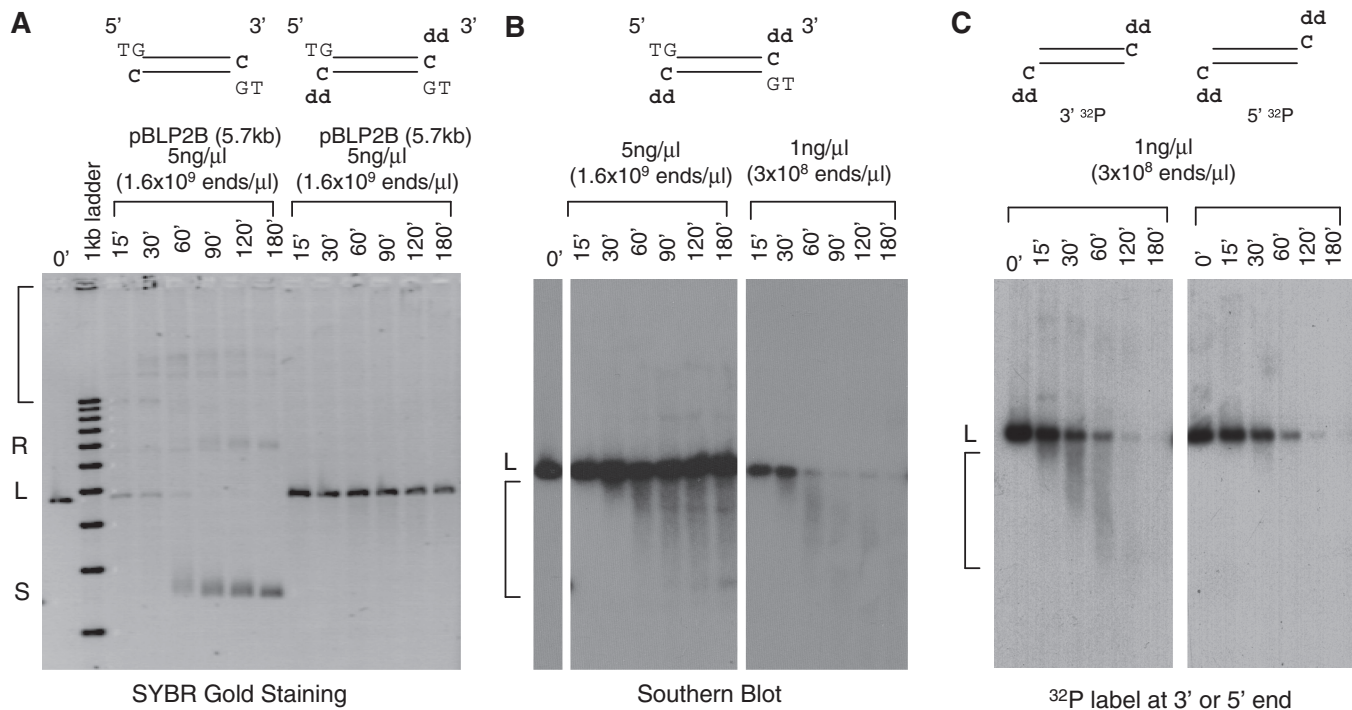 A
5’ 3’
TG
C
C
GT
5’ dd 3’
TG
C
C
dd
GT
pBLP2B (5.7kb)
5ng/µl
(1.6x10⁹ ends/µl)
pBLP2B (5.7kb)
5ng/µl
(1.6x10⁹ ends/µl)
0’ 1kb ladder 15’ 30’ 60’ 90’ 120’ 180’ 15’ 30’ 60’ 90’ 120’ 180’
R
L
S
SYBR Gold Staining
B
5’ dd 3’
TG
C
C
dd
GT
5ng/µl
(1.6x10⁹ ends/µl)
1ng/µl
(3x10⁸ ends/µl)
0’ 15’ 30’ 60’ 90’ 120’ 180’ 15’ 30’ 60’ 90’ 120’ 180’
L
Southern Blot
C
dd
C
C
dd
3’ ³²P
dd
C
C
dd
5’ ³²P
1ng/µl
(3x10⁸ ends/µl)
0’ 15’ 30’ 60’ 120’ 180’ 0’ 15’ 30’ 60’ 120’ 180’
L
³²P label at 3’ or 5’ end